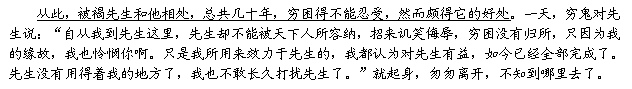 从此，被褐先生和他相处，总共几十年，穷困得不能忍受，然而颇得它的好处。一天，穷鬼对先
生说：“自从我到先生这里，先生却不能被天下人所容纳，招来讥笑侮辱，穷困没有归所，只因为我
的缘故，我也怜悯你啊。只是我所用来效力于先生的，我都认为对先生有益，如今已经全部完成了。
先生没有用得着我的地方了，我也不敢长久打扰先生了。”就起身，匆匆离开，不知到哪里去了。